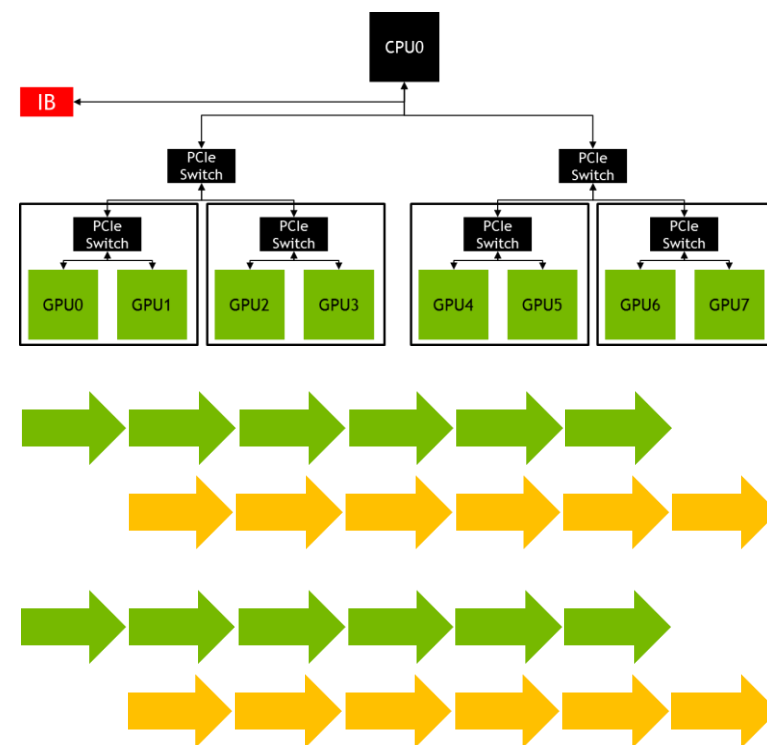 CPU0
IB
PCIe
Switch
PCIe
Switch
PCIe
Switch
PCIe
Switch
PCIe
Switch
PCIe
Switch
GPU0
GPU1
GPU2
GPU3
GPU4
GPU5
GPU6
GPU7